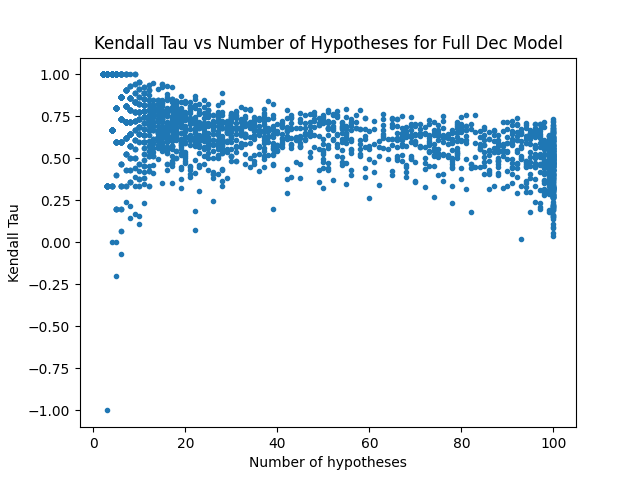 Kendall Tau vs Number of Hypotheses for Full Dec Model
Kendall Tau
1.00
0.75
0.50
0.25
0.00
−0.25
−0.50
−0.75
−1.00
0 20 40 60 80 100
Number of hypotheses